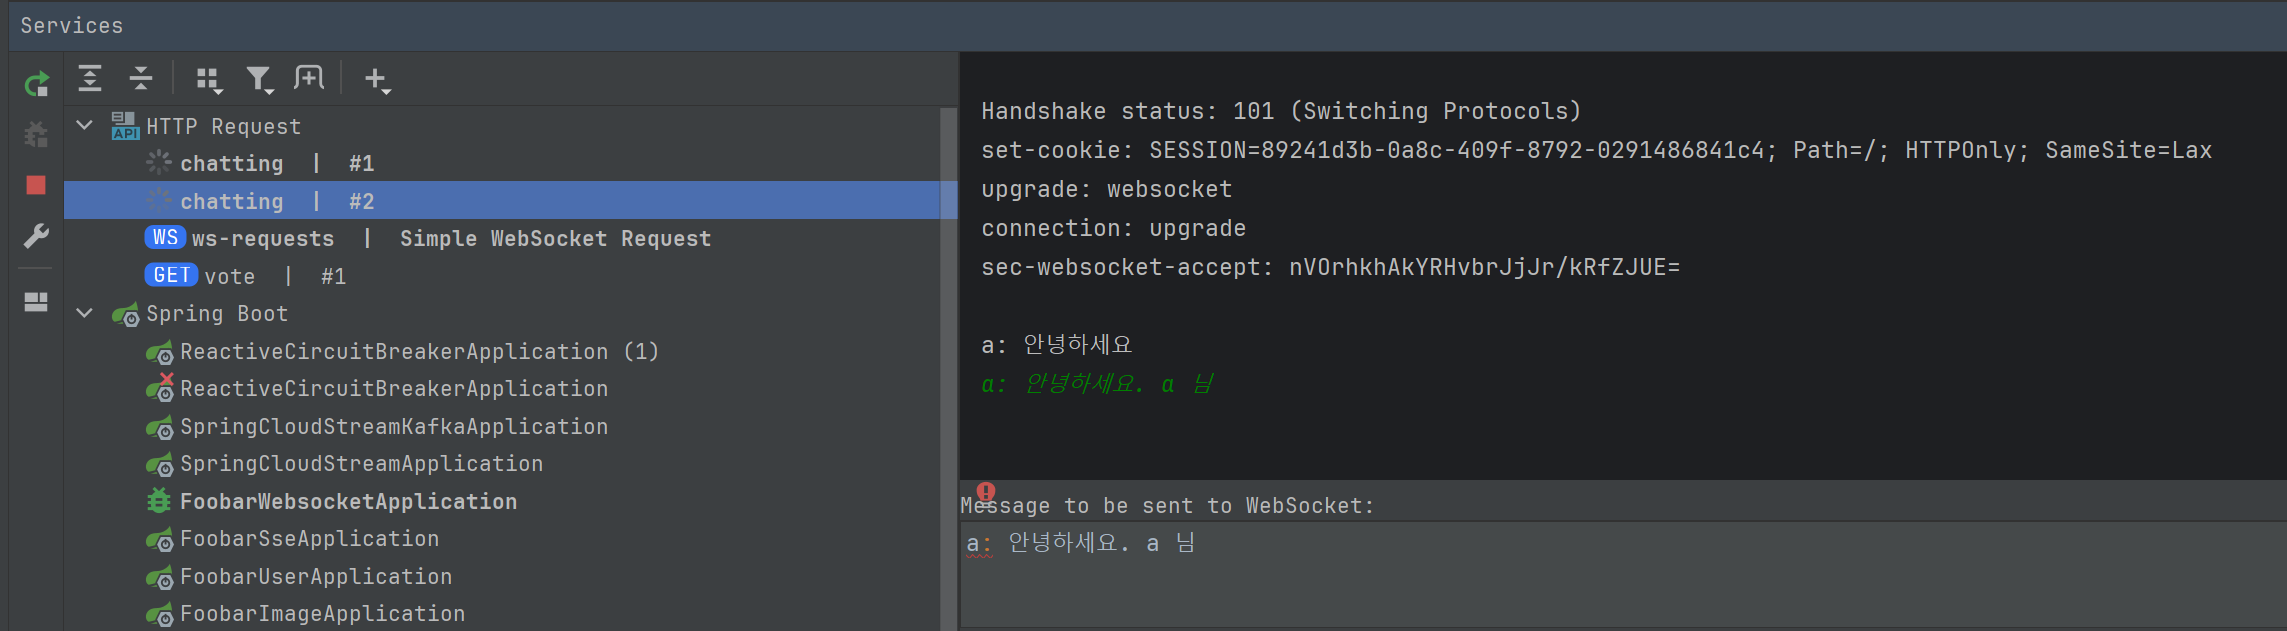 Services
API HTTP Request
chatting | #1
chatting | #2
WS ws-requests | Simple WebSocket Request
GET vote | #1
Spring Boot
ReactiveCircuitBreakerApplication (1)
ReactiveCircuitBreakerApplication
SpringCloudStreamKafkaApplication
SpringCloudStreamApplication
FoobarWebsocketApplication
FoobarSseApplication
FoobarUserApplication
FoobarImageApplication
Handshake status: 101 (Switching Protocols)
set-cookie: SESSION=89241d3b-0a8c-409f-8792-0291486841c4; Path=/; HTTPOnly; SameSite=Lax
upgrade: websocket
connection: upgrade
sec-websocket-accept: nVOrhkhAkYRHvbrJjJr/kRfZJUE=
a: 안녕하세요
a: 안녕하세요. a 님
Message to be sent to WebSocket:
a: 안녕하세요. a 님